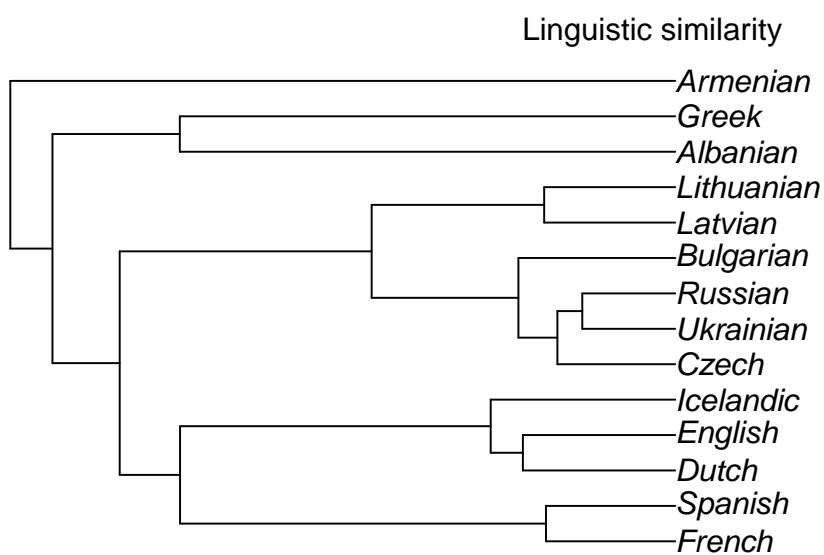 Linguistic similarity
Armenian
Greek
Albanian
Lithuanian
Latvian
Bulgarian
Russian
Ukrainian
Czech
Icelandic
English
Dutch
Spanish
French